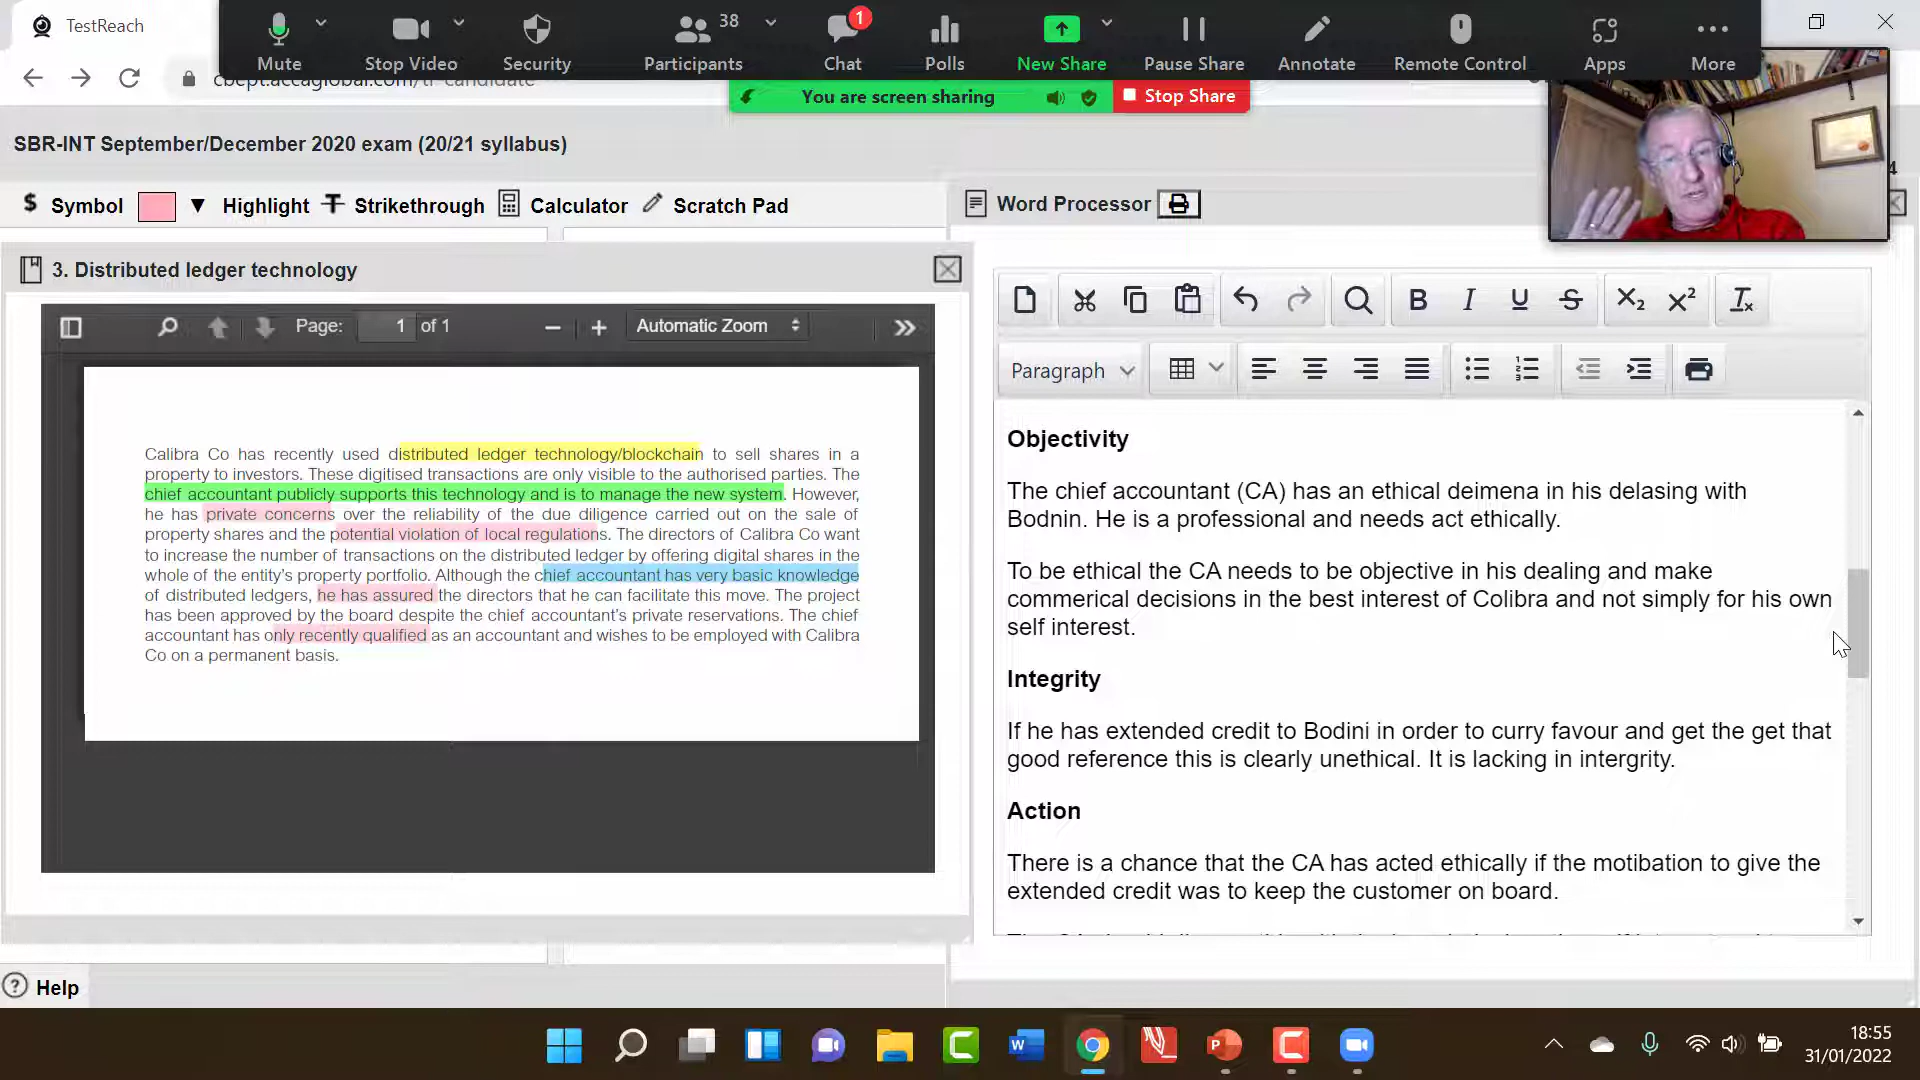 TestReach
Mute
Stop Video
Security
Participants
38
Chat
1
Polls
New Share
Pause Share
Annotate
Remote Control
Apps
More
cbept.accaglobal.com/tr-candidate
You are screen sharing
Stop Share
SBR-INT September/December 2020 exam (20/21 syllabus)
4
$ Symbol
Highlight
Strikethrough
Calculator
Scratch Pad
Word Processor
3. Distributed ledger technology
Page: 1 of 1
Automatic Zoom
Calibra Co has recently used distributed ledger technology/blockchain to sell shares in a
property to investors. These digitised transactions are only visible to the authorised parties. The
chief accountant publicly supports this technology and is to manage the new system. However,
he has private concerns over the reliability of the due diligence carried out on the sale of
property shares and the potential violation of local regulations. The directors of Calibra Co want
to increase the number of transactions on the distributed ledger by offering digital shares in the
whole of the entity's property portfolio. Although the chief accountant has very basic knowledge
of distributed ledgers, he has assured the directors that he can facilitate this move. The project
has been approved by the board despite the chief accountant's private reservations. The chief
accountant has only recently qualified as an accountant and wishes to be employed with Calibra
Co on a permanent basis.
B I U S X2 X2 Tx
Paragraph
Objectivity
The chief accountant (CA) has an ethical deimena in his delasing with
Bodnin. He is a professional and needs act ethically.
To be ethical the CA needs to be objective in his dealing and make
commerical decisions in the best interest of Colibra and not simply for his own
self interest.
Integrity
If he has extended credit to Bodini in order to curry favour and get the get that
good reference this is clearly unethical. It is lacking in intergrity.
Action
There is a chance that the CA has acted ethically if the motibation to give the
extended credit was to keep the customer on board.
Help
18:55
31/01/2022